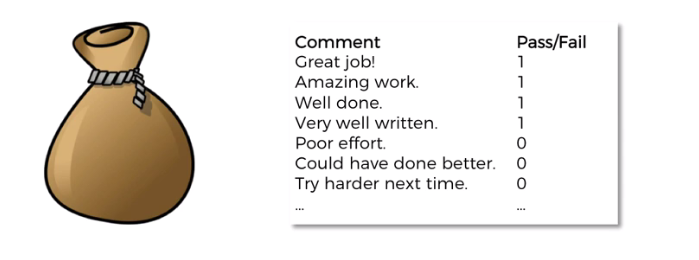 Comment Pass/Fail
Great job! 1
Amazing work. 1
Well done. 1
Very well written. 1
Poor effort. 0
Could have done better. 0
Try harder next time. 0
... ...